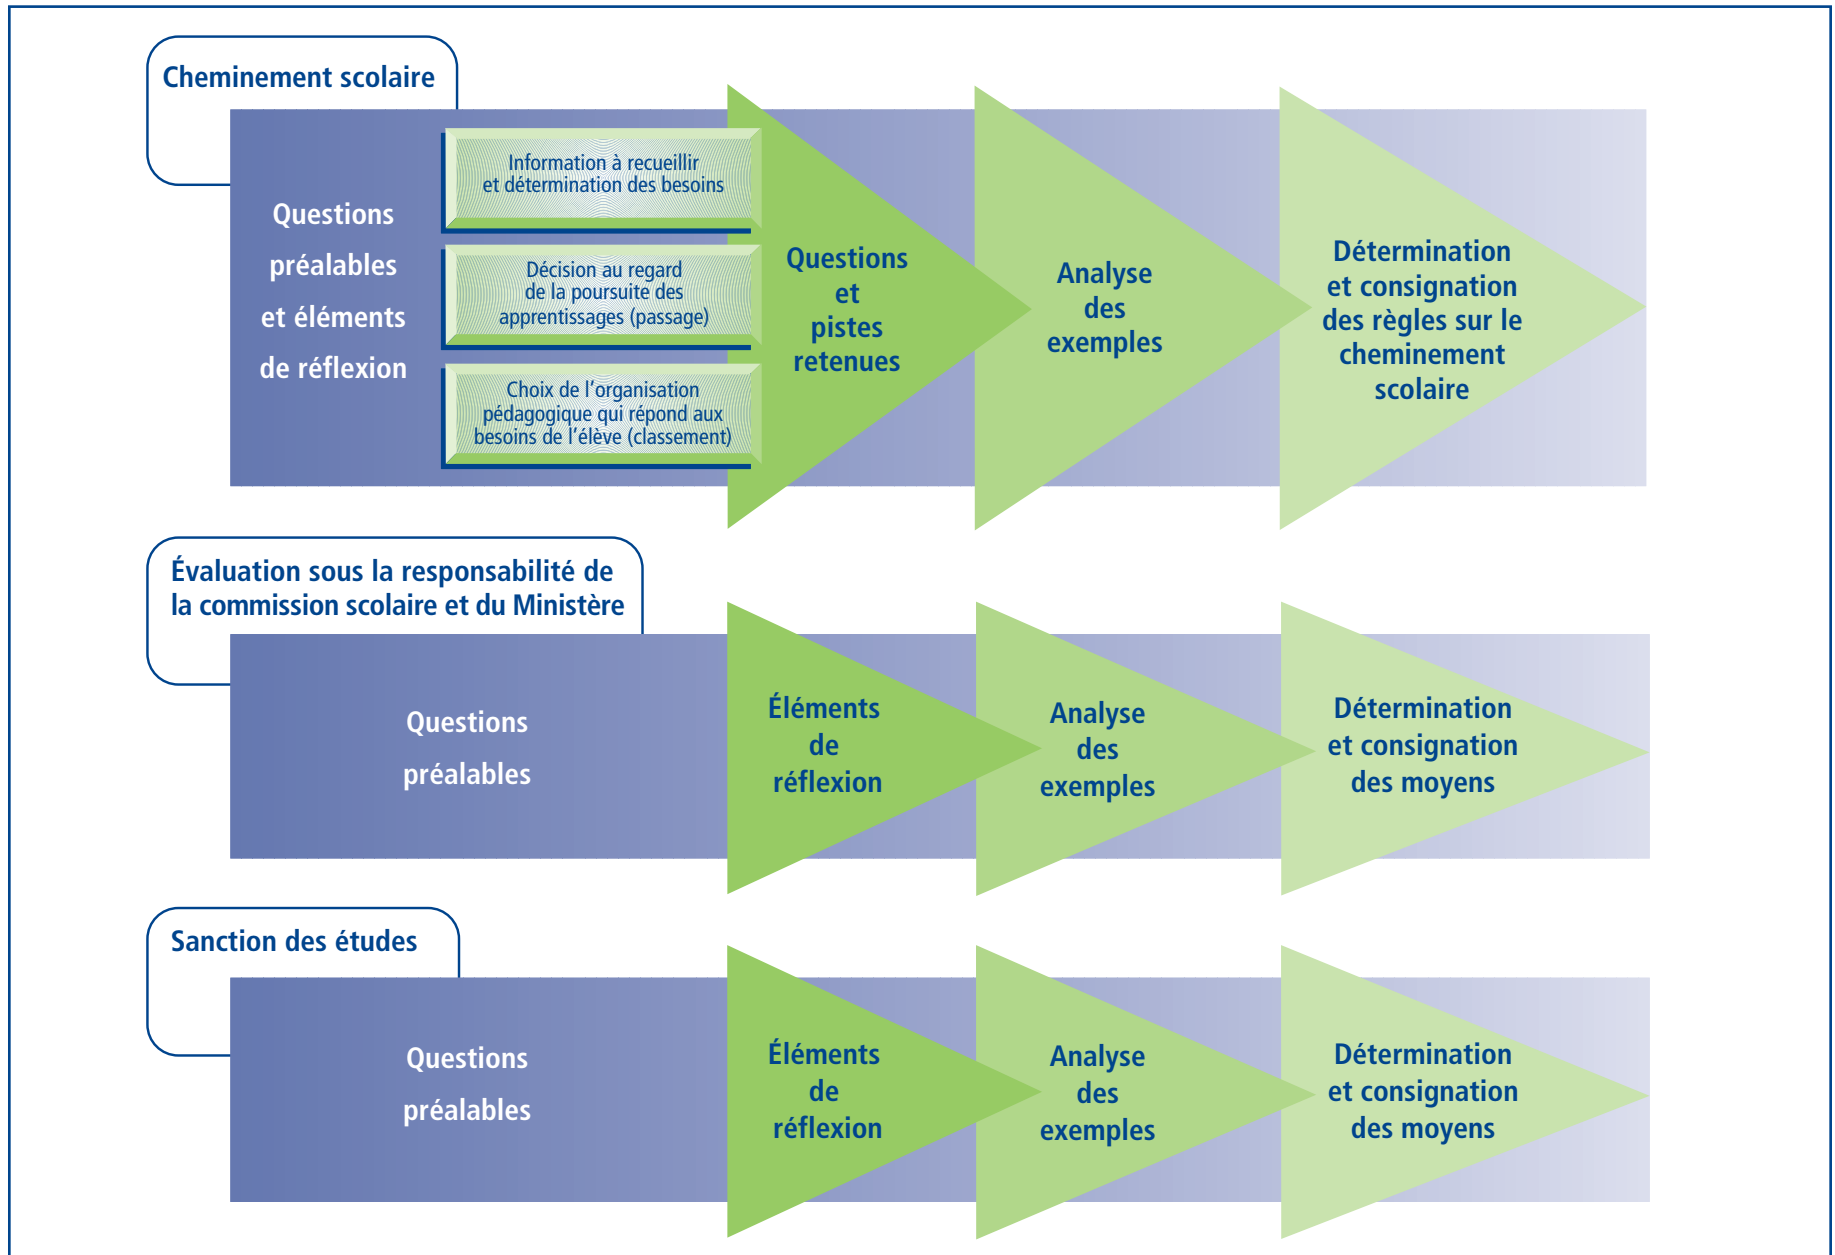 Cheminement scolaire
Questions
préalables
et éléments
de réflexion
Information à recueillir
et détermination des besoins
Décision au regard
de la poursuite des
apprentissages (passage)
Choix de l'organisation
pédagogique qui répond aux
besoins de l'élève (classement)
Questions
et
pistes
retenues
Analyse
des
exemples
Détermination
et consignation
des règles sur le
cheminement
scolaire
Évaluation sous la responsabilité de
la commission scolaire et du Ministère
Questions
préalables
Éléments
de
réflexion
Analyse
des
exemples
Détermination
et consignation
des moyens
Sanction des études
Questions
préalables
Éléments
de
réflexion
Analyse
des
exemples
Détermination
et consignation
des moyens